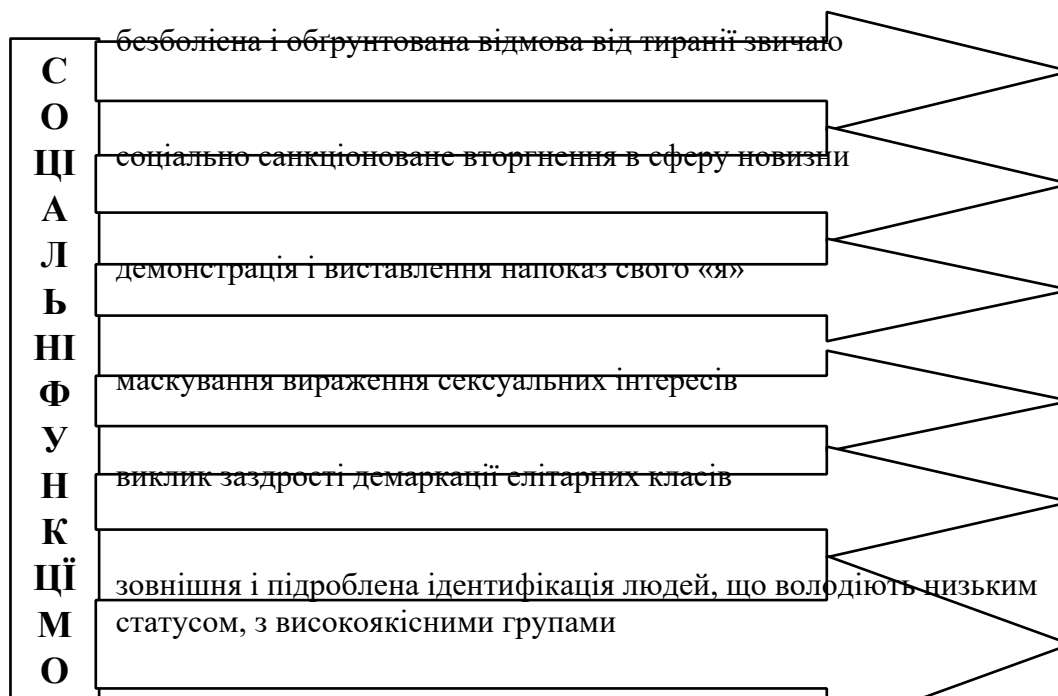 С
О
ЦІ
А
Л
Ь
НІ
Ф
У
Н
К
ЦЇ
М
О
безболісна і обґрунтована відмова від тиранії звичаю
соціально санкціоноване вторгнення в сферу новизни
демонстрація і виставлення напоказ свого «я»
маскування вираження сексуальних інтересів
виклик заздрості демаркації елітарних класів
зовнішня і підроблена ідентифікація людей, що володіють низьким
статусом, з високоякісними групами